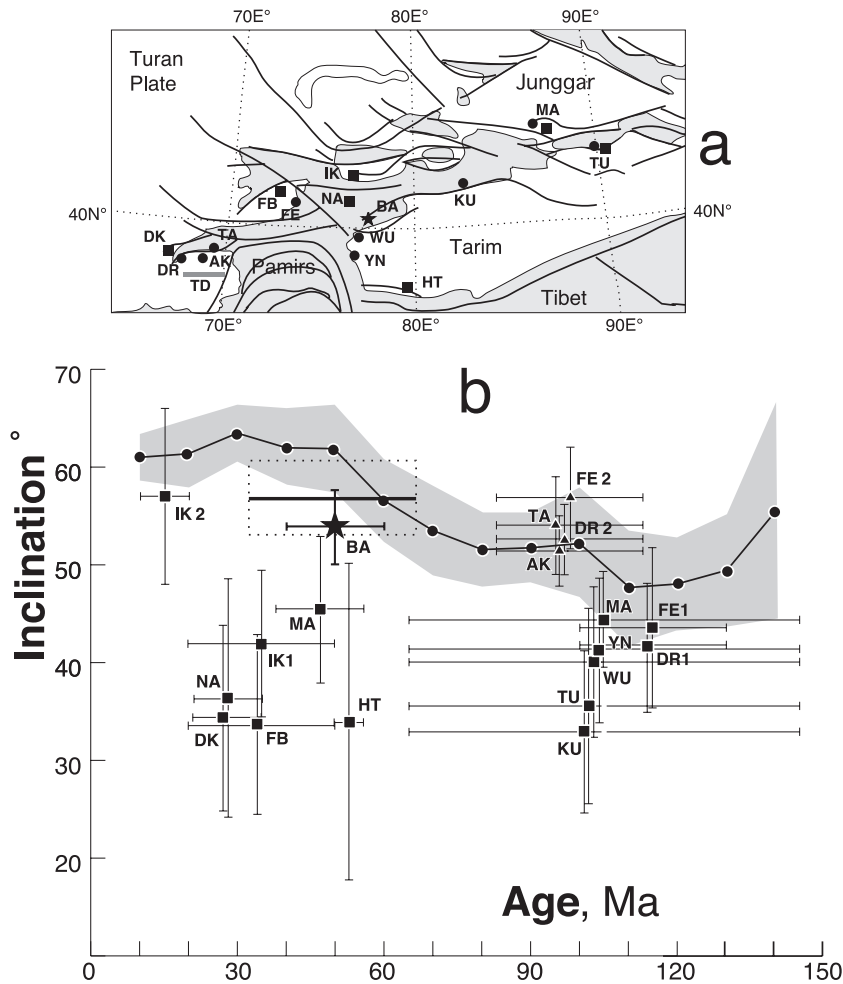 70E° 80E° 90E°
Turan
Plate
Junggar
MA
a
TU
IK
FB
NA
BA
KU
FE
40N°
40N°
DK
TA
WU
Tarim
DR
AK
Pamirs
YN
TD
HT
Tibet
70E° 80E° 90E°
b
70
60
50
40
30
20
10
Inclination °
FE 2
IK 2
TA
DR 2
BA
AK
MA
MA
FE1
IK1
YN
DR1
NA
WU
HT
TU
DK
FB
KU
Age, Ma
0 30 60 90 120 150